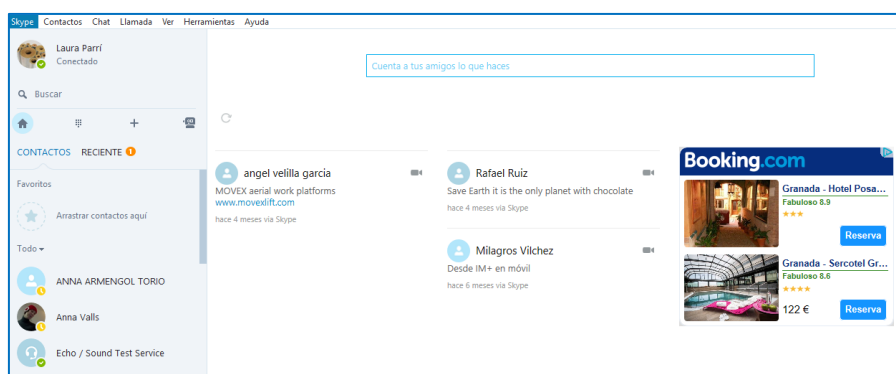 Skype Contactos Chat Llamada Ver Herramientas Ayuda
Laura Parrí
Conectado
Buscar
CONTACTOS RECIENTE 1
Favoritos
Arrastrar contactos aquí
Todo
ANNA ARMENGOL TORIO
Anna Valls
Echo / Sound Test Service
Cuenta a tus amigos lo que haces
angel velilla garcia
MOVEX aerial work platforms
www.movexlift.com
hace 4 meses via Skype
Rafael Ruiz
Save Earth it is the only planet with chocolate
hace 4 meses via Skype
Milagros Vilchez
Desde IM+ en móvil
hace 6 meses via Skype
Booking.com
Granada - Hotel Posa...
Fabuloso 8.9
Reserva
Granada - Sercotel Gr...
Fabuloso 8.6
122 €
Reserva